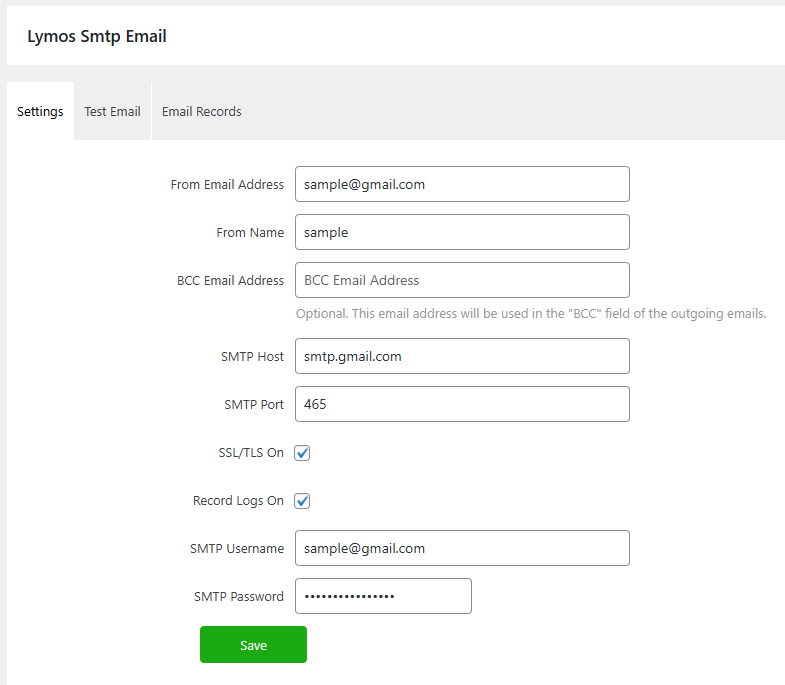 Lymos Smtp Email
Settings Test Email Email Records
From Email Address sample@gmail.com
From Name sample
BCC Email Address BCC Email Address
Optional. This email address will be used in the "BCC" field of the outgoing emails.
SMTP Host smtp.gmail.com
SMTP Port 465
SSL/TLS On
Record Logs On
SMTP Username sample@gmail.com
SMTP Password ••••••••••••••••
Save